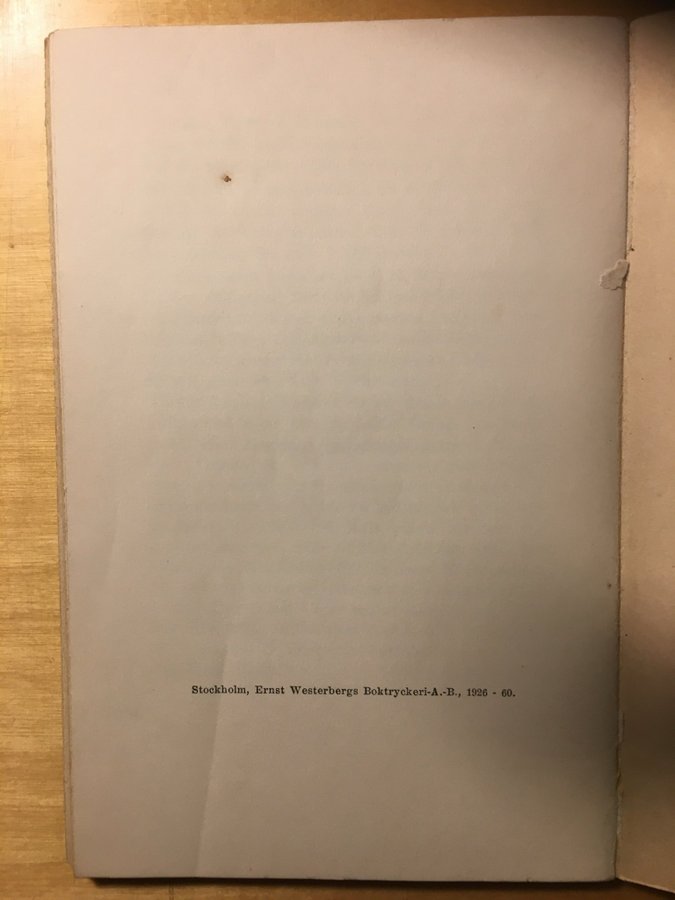 Stockholm, Ernst Westerbergs Boktryckeri-A.-B., 1926 - 60.